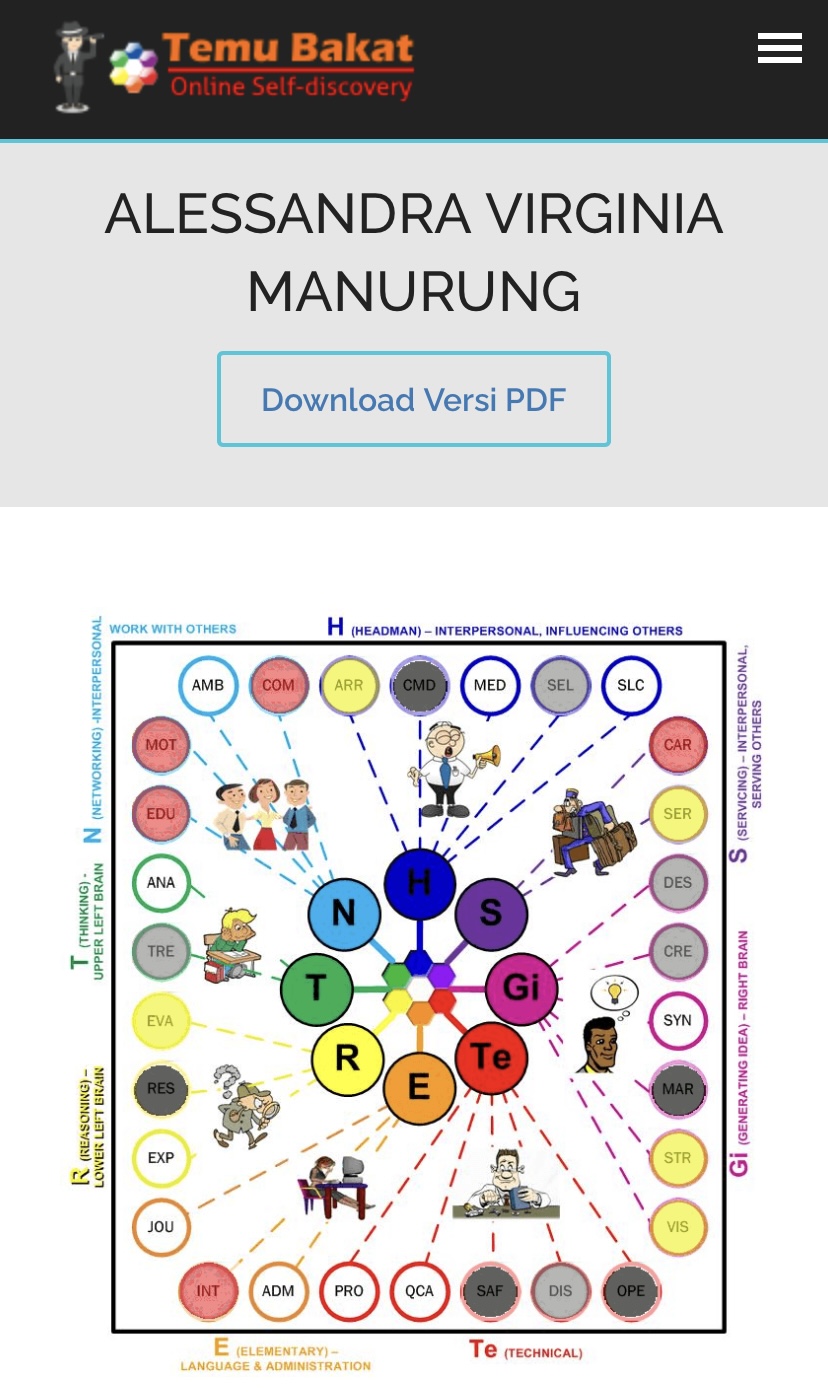 Temu Bakat
Online Self-discovery
ALESSANDRA VIRGINIA
MANURUNG
Download Versi PDF
WORK WITH OTHERS
H (HEADMAN) – INTERPERSONAL, INFLUENCING OTHERS
N (NETWORKING) -INTERPERSONAL
T (THINKING) -
UPPER LEFT BRAIN
R (REASONING) –
LOWER LEFT BRAIN
AMB COM ARR CMD MED SEL SLC
MOT CAR
EDU SER
ANA DES
TRE CRE
EVA SYN
RES MAR
EXP STR
JOU VIS
INT ADM PRO QCA SAF DIS OPE
H
N S
T Gi
R Te
E
S (SERVICING) – INTERPERSONAL,
SERVING OTHERS
Gi (GENERATING IDEA) – RIGHT BRAIN
E (ELEMENTARY) –
LANGUAGE & ADMINISTRATION
Te (TECHNICAL)